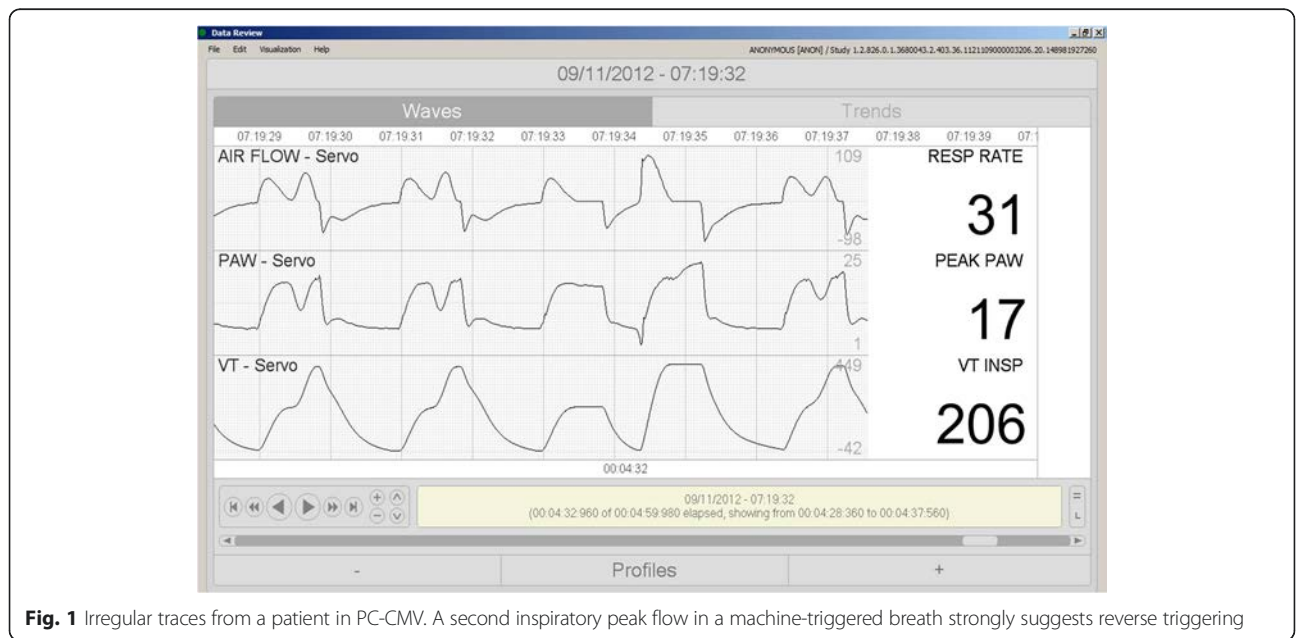 Data Review
File Edit Visualization Help
ANONYMOUS [ANON] / Study 1.2.826.0.1.3680043.2.403.36.1121109000003206.20.148981927260
09/11/2012 - 07:19:32
Waves
Trends
07:19:29 07:19:30 07:19:31 07:19:32 07:19:33 07:19:34 07:19:35 07:19:36 07:19:37 07:19:38 07:19:39 07:1
AIR FLOW - Servo
109
RESP RATE
31
-98
PAW - Servo
25
PEAK PAW
17
1
VT - Servo
449
VT INSP
206
-42
00:04:32
09/11/2012 - 07:19:32
(00:04:32:960 of 00:04:59:980 elapsed, showing from 00:04:28:360 to 00:04:37:560)
=
L
- Profiles +
Fig. 1 Irregular traces from a patient in PC-CMV. A second inspiratory peak flow in a machine-triggered breath strongly suggests reverse triggering